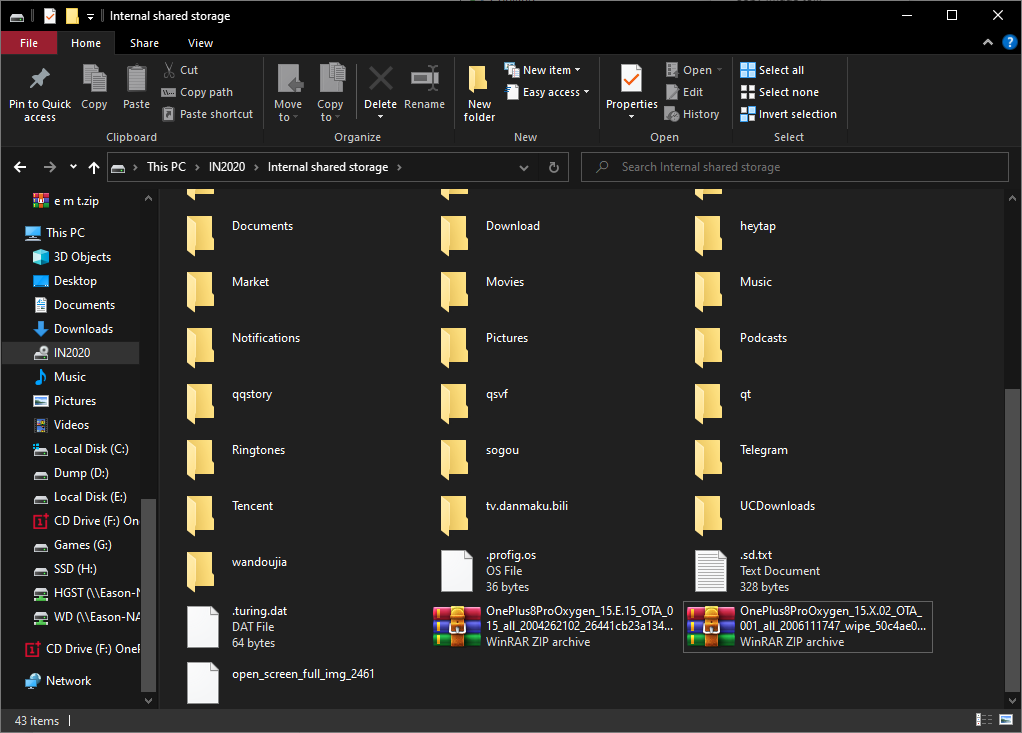 Internal shared storage
File Home Share View
Pin to Quick access
Copy
Paste
Cut
Copy path
Paste shortcut
Clipboard
Move to
Copy to
Delete
Rename
Organize
New folder
New item
Easy access
New
Properties
Open
Edit
History
Open
Select all
Select none
Invert selection
Select
This PC > IN2020 > Internal shared storage >
Search Internal shared storage
e m t.zip
This PC
3D Objects
Desktop
Documents
Downloads
IN2020
Music
Pictures
Videos
Local Disk (C:)
Dump (D:)
Local Disk (E:)
CD Drive (F:) On
Games (G:)
SSD (H:)
HGST (\\Eason-N
WD (\\Eason-NA
CD Drive (F:) OneP
Network
Documents Download heytap
Market Movies Music
Notifications Pictures Podcasts
qqstory qsvf qt
Ringtones sogou Telegram
Tencent tv.danmaku.bili UCDownloads
wandoujia
.profig.os
OS File
36 bytes
.sd.txt
Text Document
328 bytes
.turing.dat
DAT File
64 bytes
OnePlus8ProOxygen_15.E.15_OTA_0
15_all_2004262102_26441cb23a134...
WinRAR ZIP archive
OnePlus8ProOxygen_15.X.02_OTA_
001_all_2006111747_wipe_50c4ae0...
WinRAR ZIP archive
open_screen_full_img_2461
43 items